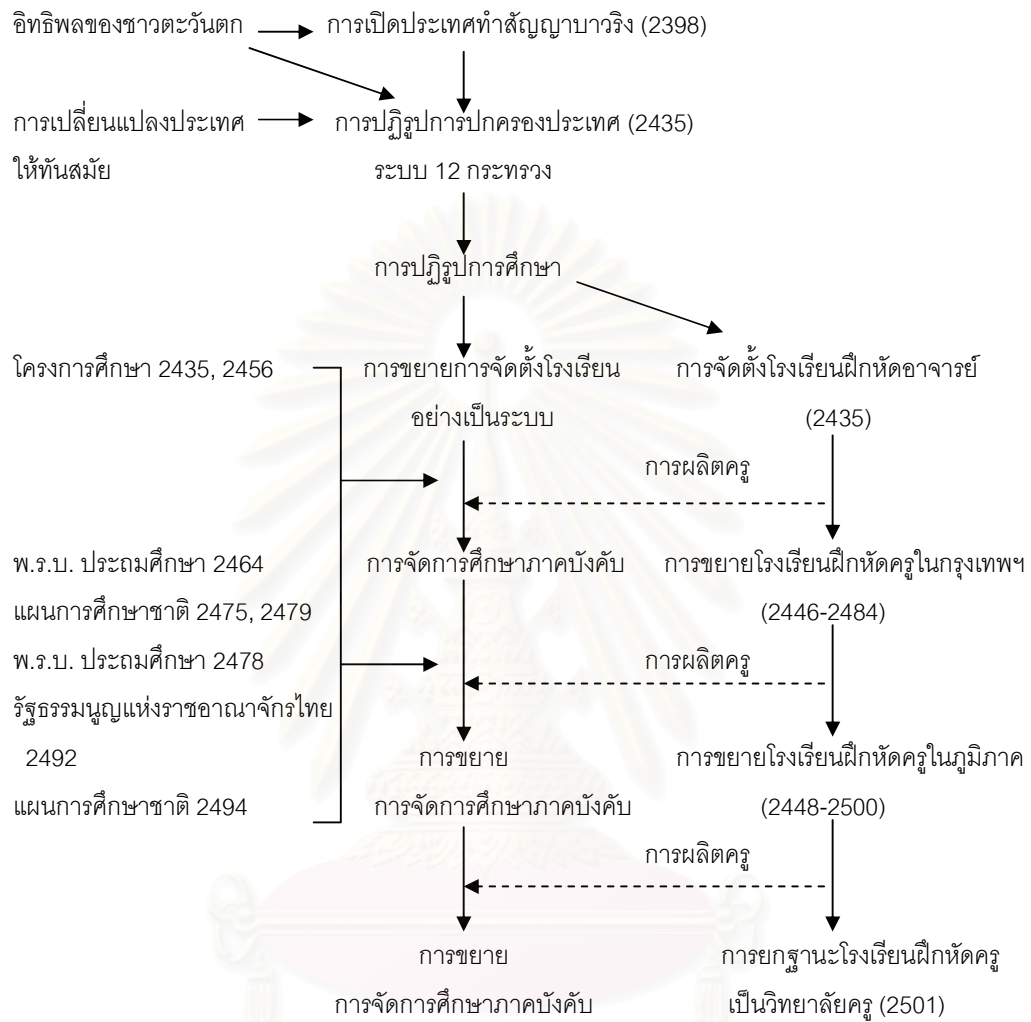 อิทธิพลของชาวตะวันตก การเปิดประเทศทำสัญญาบาวริง (2398)
การเปลี่ยนแปลงประเทศ การปฏิรูปการปกครองประเทศ (2435)
ให้ทันสมัย ระบบ 12 กระทรวง
การปฏิรูปการศึกษา
โครงการศึกษา 2435, 2456 การขยายการจัดตั้งโรงเรียน การจัดตั้งโรงเรียนฝึกหัดอาจารย์
อย่างเป็นระบบ (2435)
การผลิตครู
พ.ร.บ. ประถมศึกษา 2464 การจัดการศึกษาภาคบังคับ การขยายโรงเรียนฝึกหัดครูในกรุงเทพฯ
แผนการศึกษาชาติ 2475, 2479 (2446-2484)
พ.ร.บ. ประถมศึกษา 2478 การผลิตครู
รัฐธรรมนูญแห่งราชอาณาจักรไทย
2492 การขยาย การขยายโรงเรียนฝึกหัดครูในภูมิภาค
แผนการศึกษาชาติ 2494 การจัดการศึกษาภาคบังคับ (2448-2500)
การผลิตครู
การขยาย การยกฐานะโรงเรียนฝึกหัดครู
การจัดการศึกษาภาคบังคับ เป็นวิทยาลัยครู (2501)